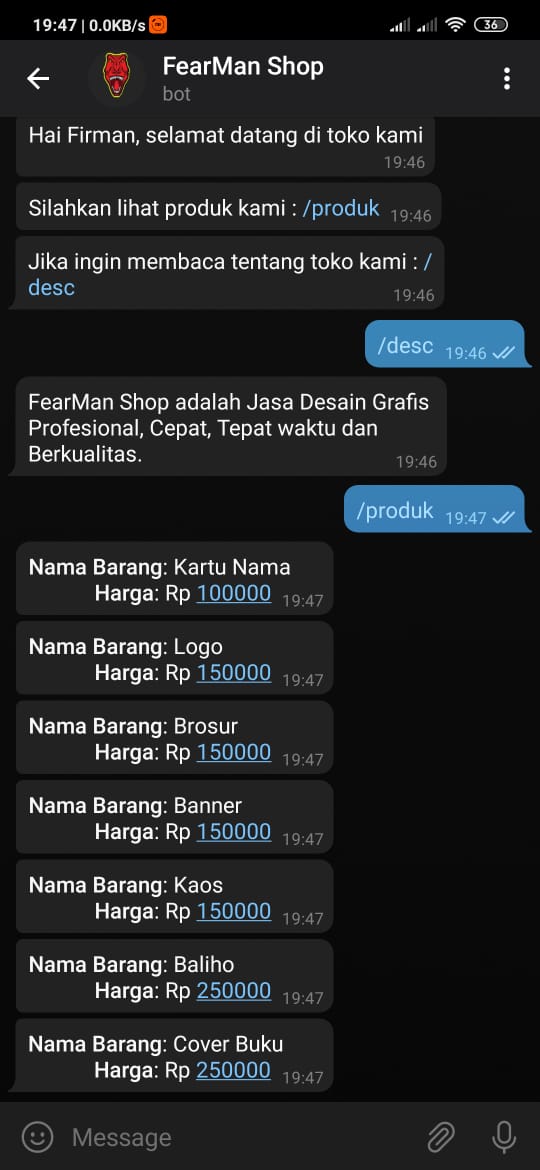 19:47 | 0.0KB/s
36
FearMan Shop
bot
Hai Firman, selamat datang di toko kami
19:46
Silahkan lihat produk kami : /produk 19:46
Jika ingin membaca tentang toko kami : /
desc
19:46
/desc 19:46
FearMan Shop adalah Jasa Desain Grafis
Profesional, Cepat, Tepat waktu dan
Berkualitas.
19:46
/produk 19:47
Nama Barang: Kartu Nama
Harga: Rp 100000 19:47
Nama Barang: Logo
Harga: Rp 150000 19:47
Nama Barang: Brosur
Harga: Rp 150000 19:47
Nama Barang: Banner
Harga: Rp 150000 19:47
Nama Barang: Kaos
Harga: Rp 150000 19:47
Nama Barang: Baliho
Harga: Rp 250000 19:47
Nama Barang: Cover Buku
Harga: Rp 250000 19:47
Message